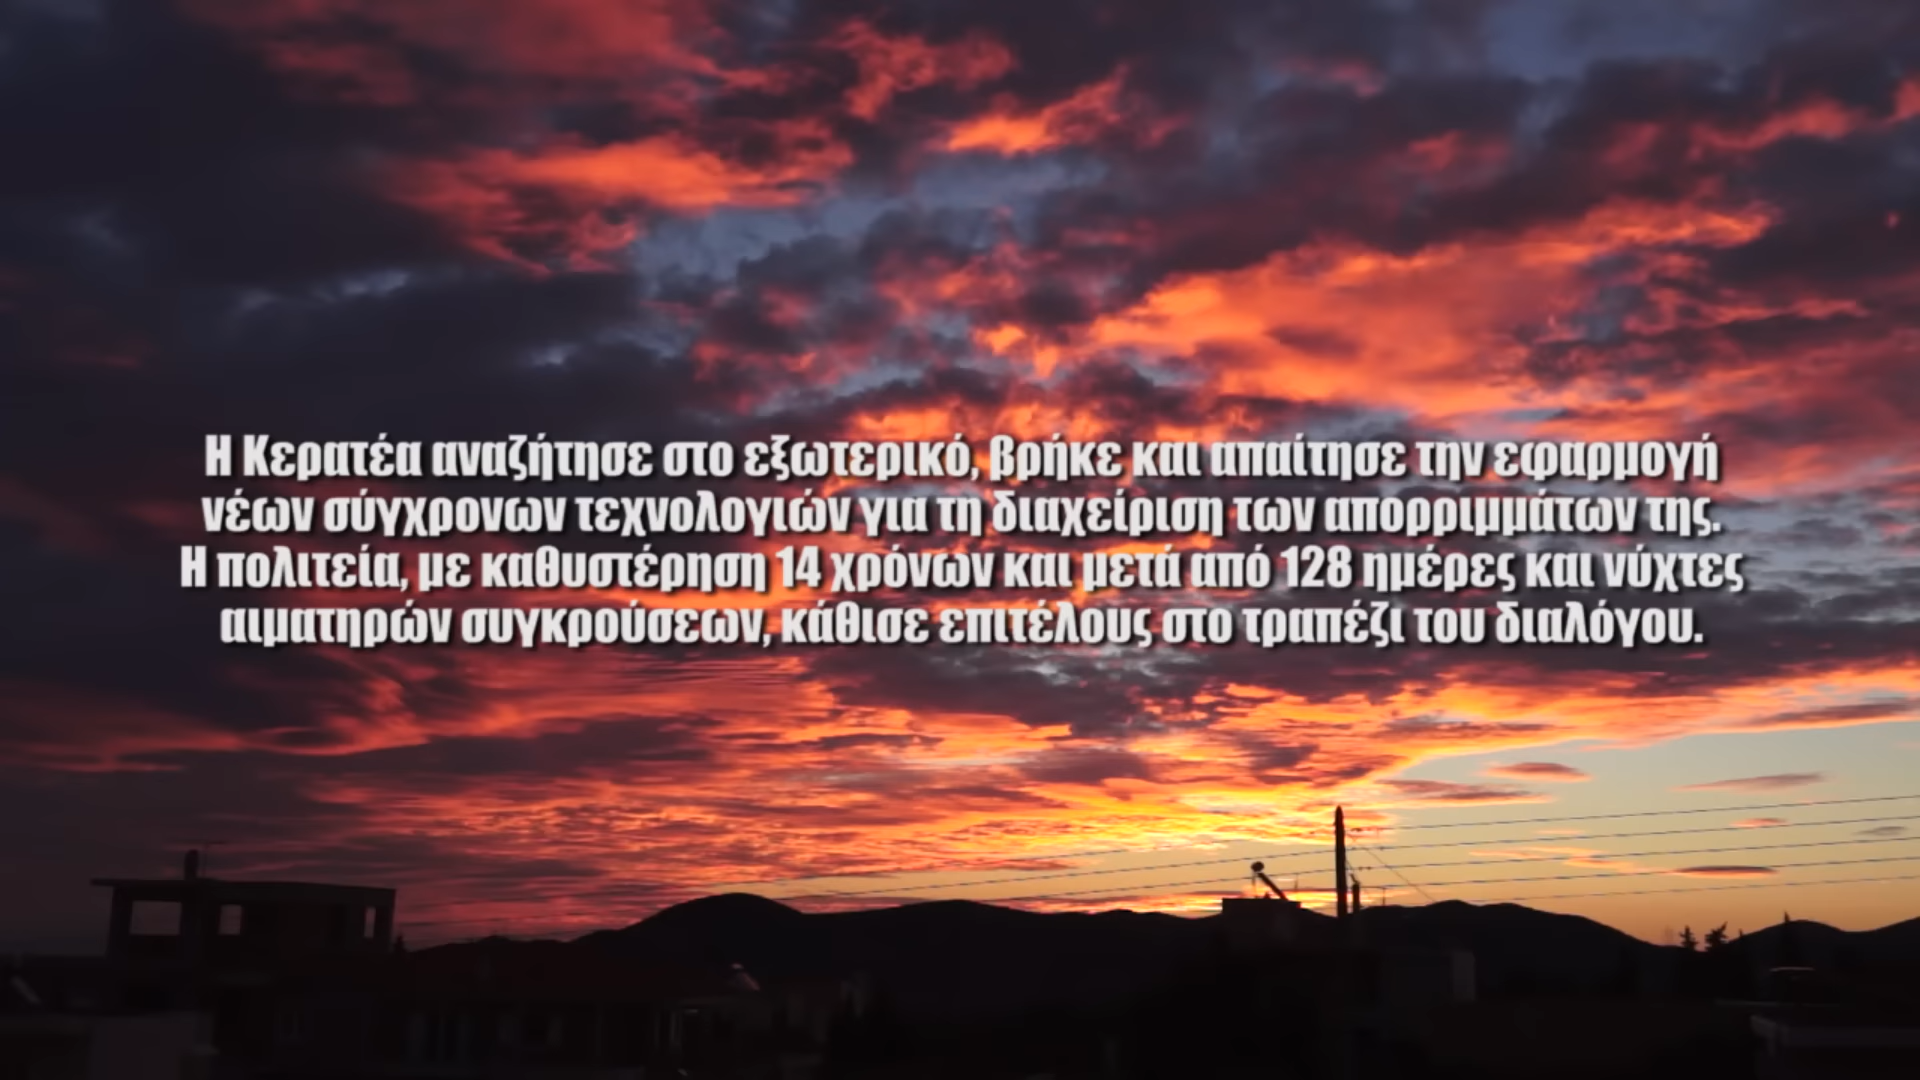 Η Κερατέα αναζήτησε στο εξωτερικό, βρήκε και απαίτησε την εφαρμογή
νέων σύγχρονων τεχνολογιών για τη διαχείριση των απορριμμάτων της.
Η πολιτεία, με καθυστέρηση 14 χρόνων και μετά από 128 ημέρες και νύχτες
αιματηρών συγκρούσεων, κάθισε επιτέλους στο τραπέζι του διαλόγου.